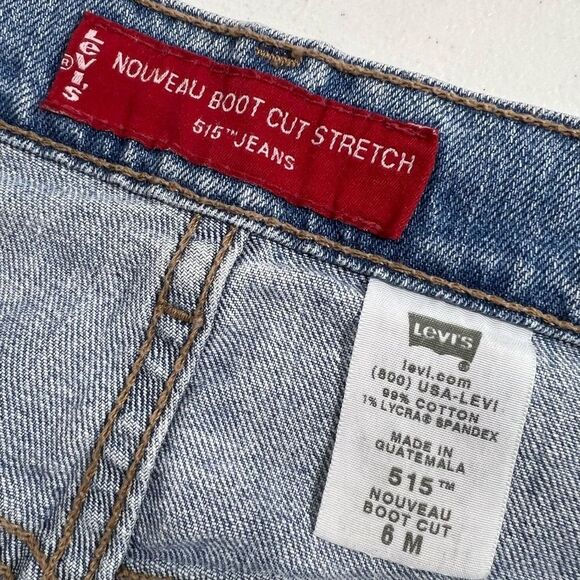 Levi's ®
NOUVEAU BOOT CUT STRETCH
515™ JEANS
Levi's ®
levi.com
(800) USA-LEVI
99% COTTON
1% LYCRA® SPANDEX
MADE IN
GUATEMALA
515™
NOUVEAU
BOOT CUT
6 M